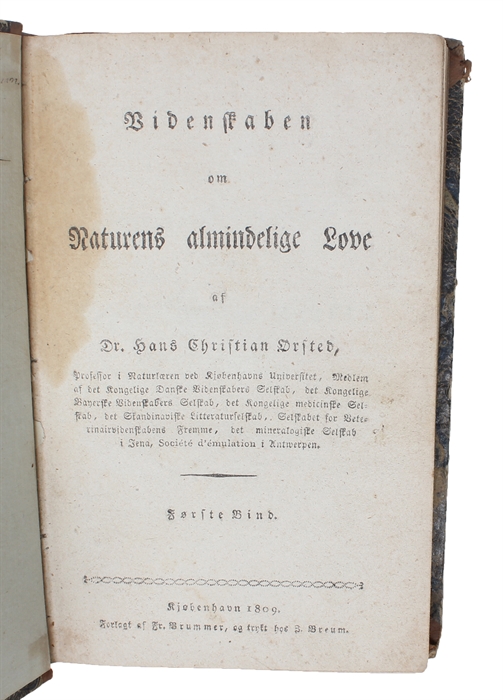 Videnskaben
om
Naturens almindelige Love
af
Dr. Hans Christian Ørsted,
Professor i Naturlæren ved Kjøbenhavns Universitet, Medlem
af det Kongelige Danske Videnskabers Selskab, det Kongelige
Bayerske Videnskabers Selskab, det Kongelige medicinske Sel-
skab, det Skandinaviske Litteraturselskab, Selskabet for Vete-
rinairvidenskabens Fremme, det mineralogiske Selskab
i Jena, Société d'émulation i Antwerpen.
Første Bind.
Kjøbenhavn 1809.
Forlagt af Fr. Brummer, og trykt hos Z. Breum.